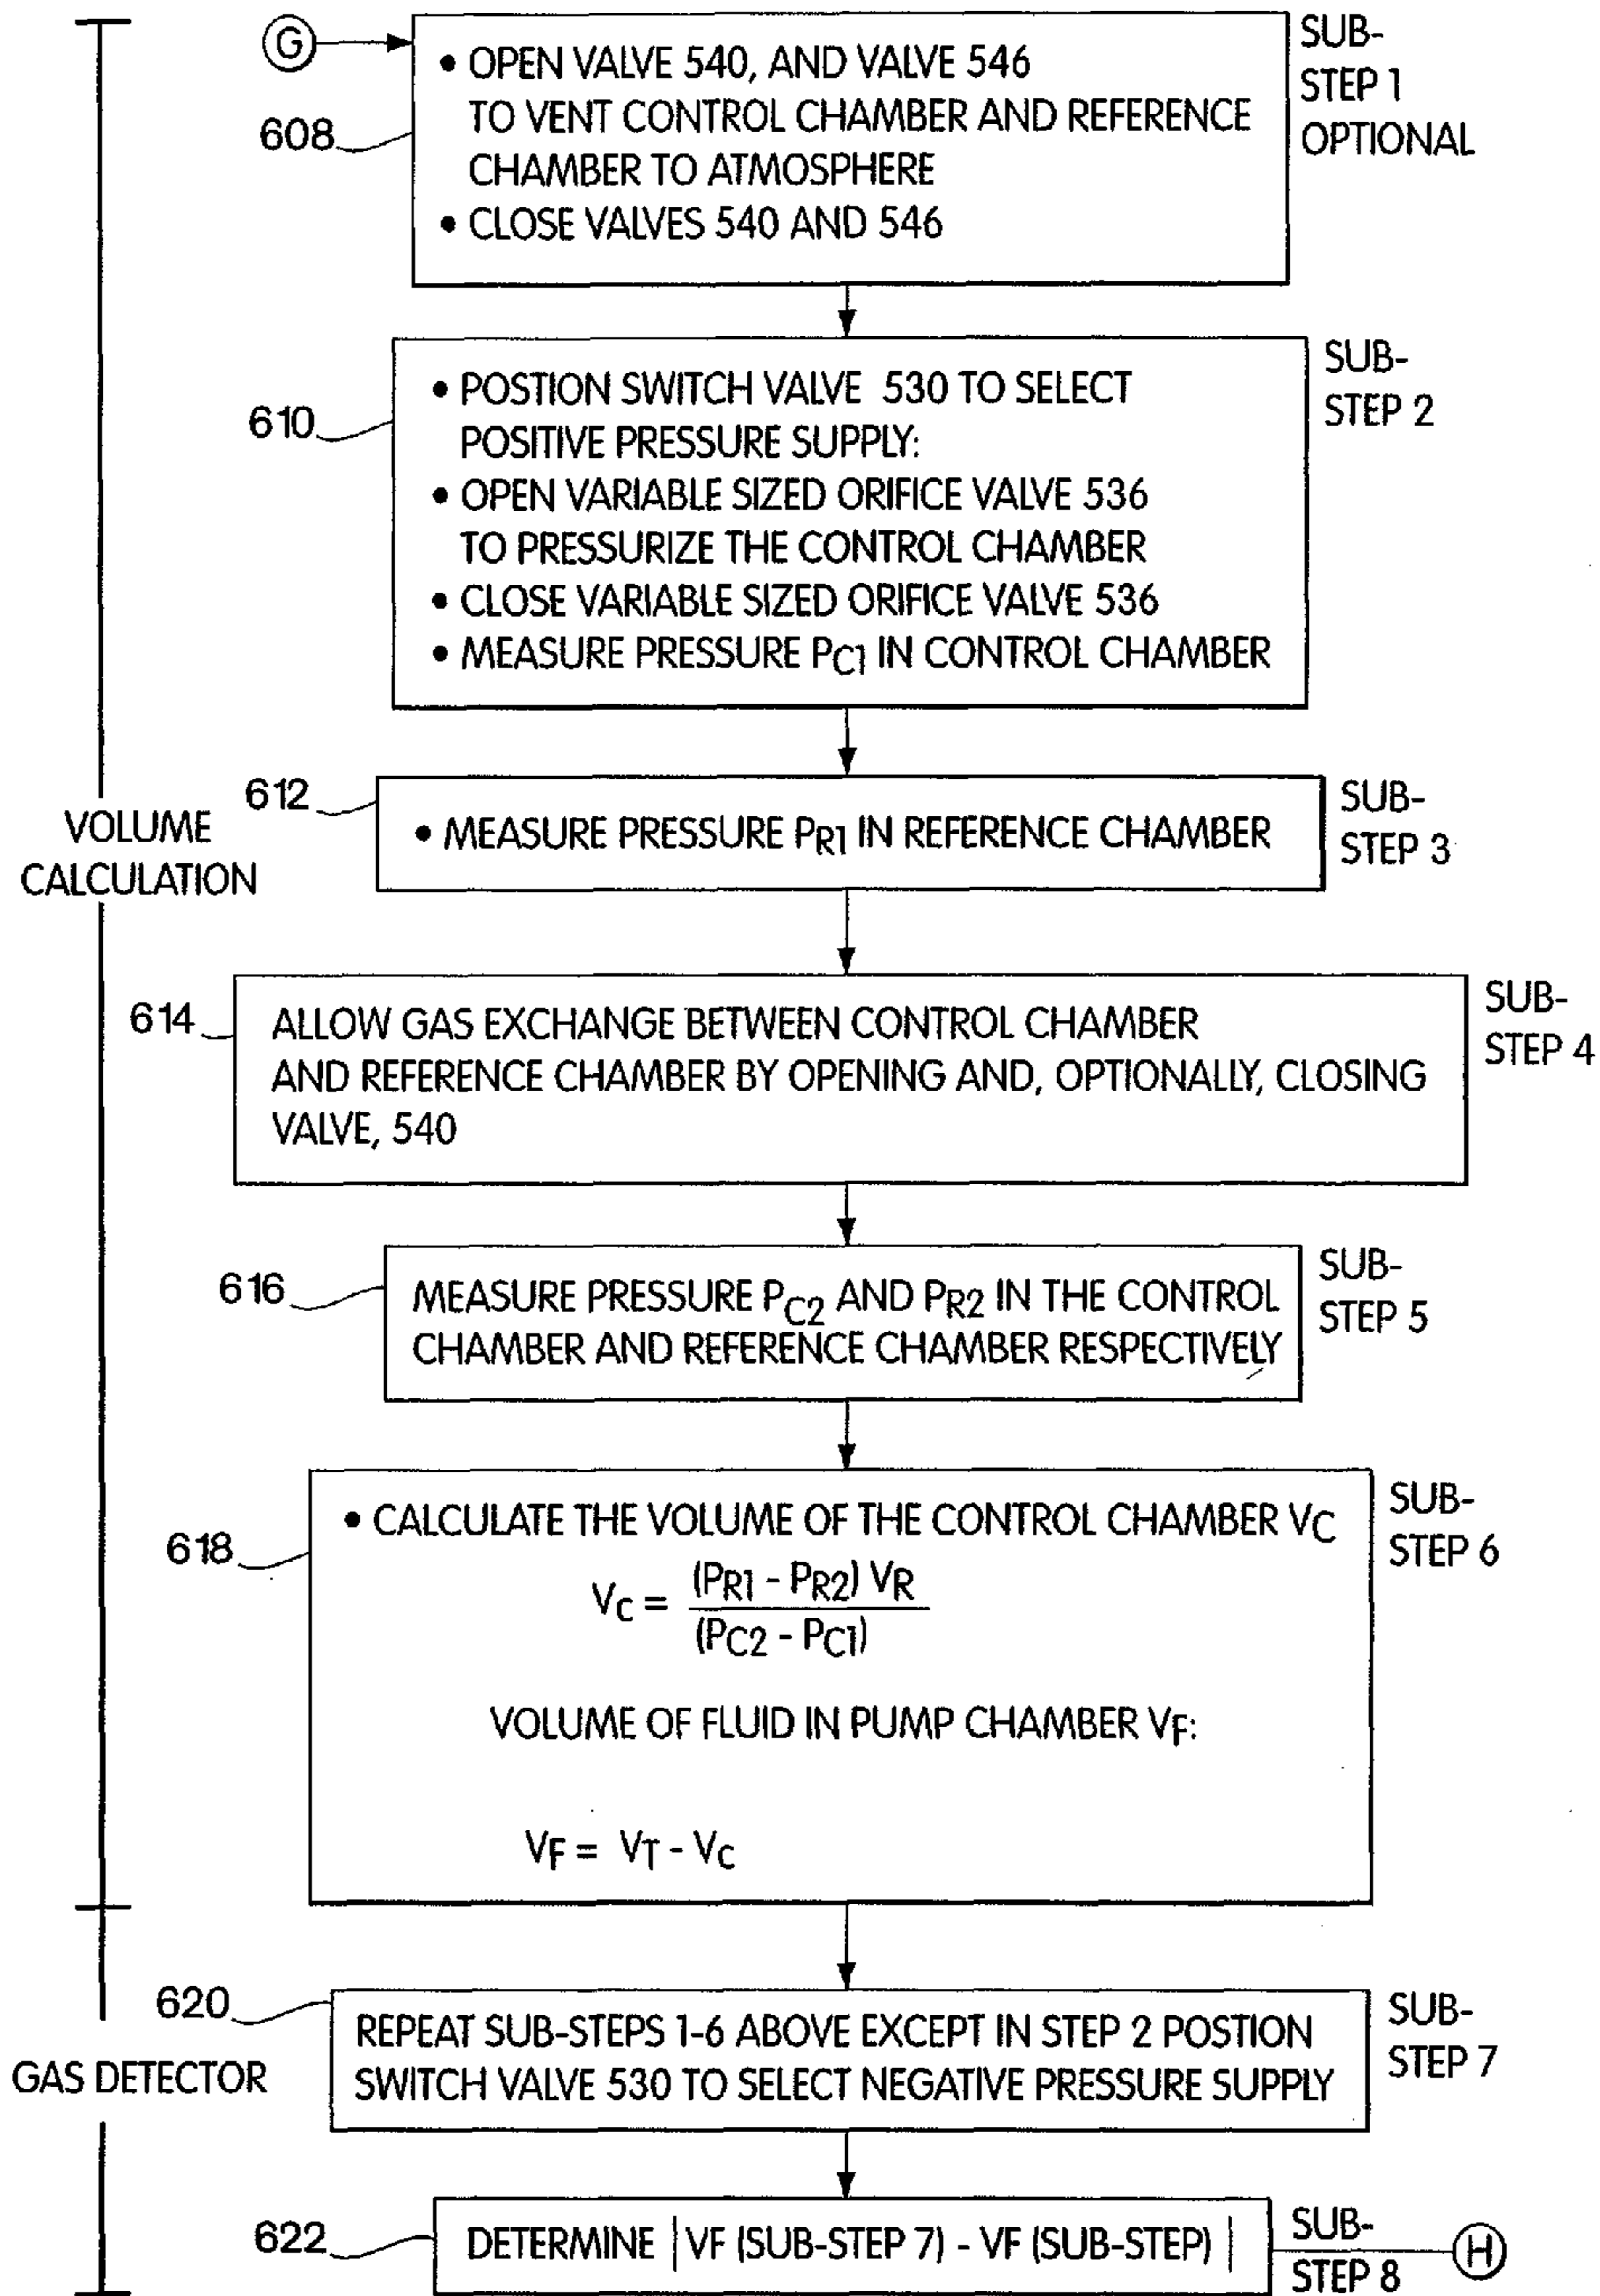 G
608
• OPEN VALVE 540, AND VALVE 546
TO VENT CONTROL CHAMBER AND REFERENCE
CHAMBER TO ATMOSPHERE
• CLOSE VALVES 540 AND 546
SUB-
STEP 1
OPTIONAL
610
• POSTION SWITCH VALVE 530 TO SELECT
POSITIVE PRESSURE SUPPLY:
• OPEN VARIABLE SIZED ORIFICE VALVE 536
TO PRESSURIZE THE CONTROL CHAMBER
• CLOSE VARIABLE SIZED ORIFICE VALVE 536
• MEASURE PRESSURE PC1 IN CONTROL CHAMBER
SUB-
STEP 2
VOLUME
CALCULATION
612
• MEASURE PRESSURE PR1 IN REFERENCE CHAMBER
SUB-
STEP 3
614
ALLOW GAS EXCHANGE BETWEEN CONTROL CHAMBER
AND REFERENCE CHAMBER BY OPENING AND, OPTIONALLY, CLOSING
VALVE, 540
SUB-
STEP 4
616
MEASURE PRESSURE PC2 AND PR2 IN THE CONTROL
CHAMBER AND REFERENCE CHAMBER RESPECTIVELY
SUB-
STEP 5
618
• CALCULATE THE VOLUME OF THE CONTROL CHAMBER VC
VC = (PR1 - PR2) VR
(PC2 - PC1)
VOLUME OF FLUID IN PUMP CHAMBER VF:
VF = VT - VC
SUB-
STEP 6
GAS DETECTOR
620
REPEAT SUB-STEPS 1-6 ABOVE EXCEPT IN STEP 2 POSTION
SWITCH VALVE 530 TO SELECT NEGATIVE PRESSURE SUPPLY
SUB-
STEP 7
622
DETERMINE | VF (SUB-STEP 7) - VF (SUB-STEP) |
SUB-
STEP 8
H